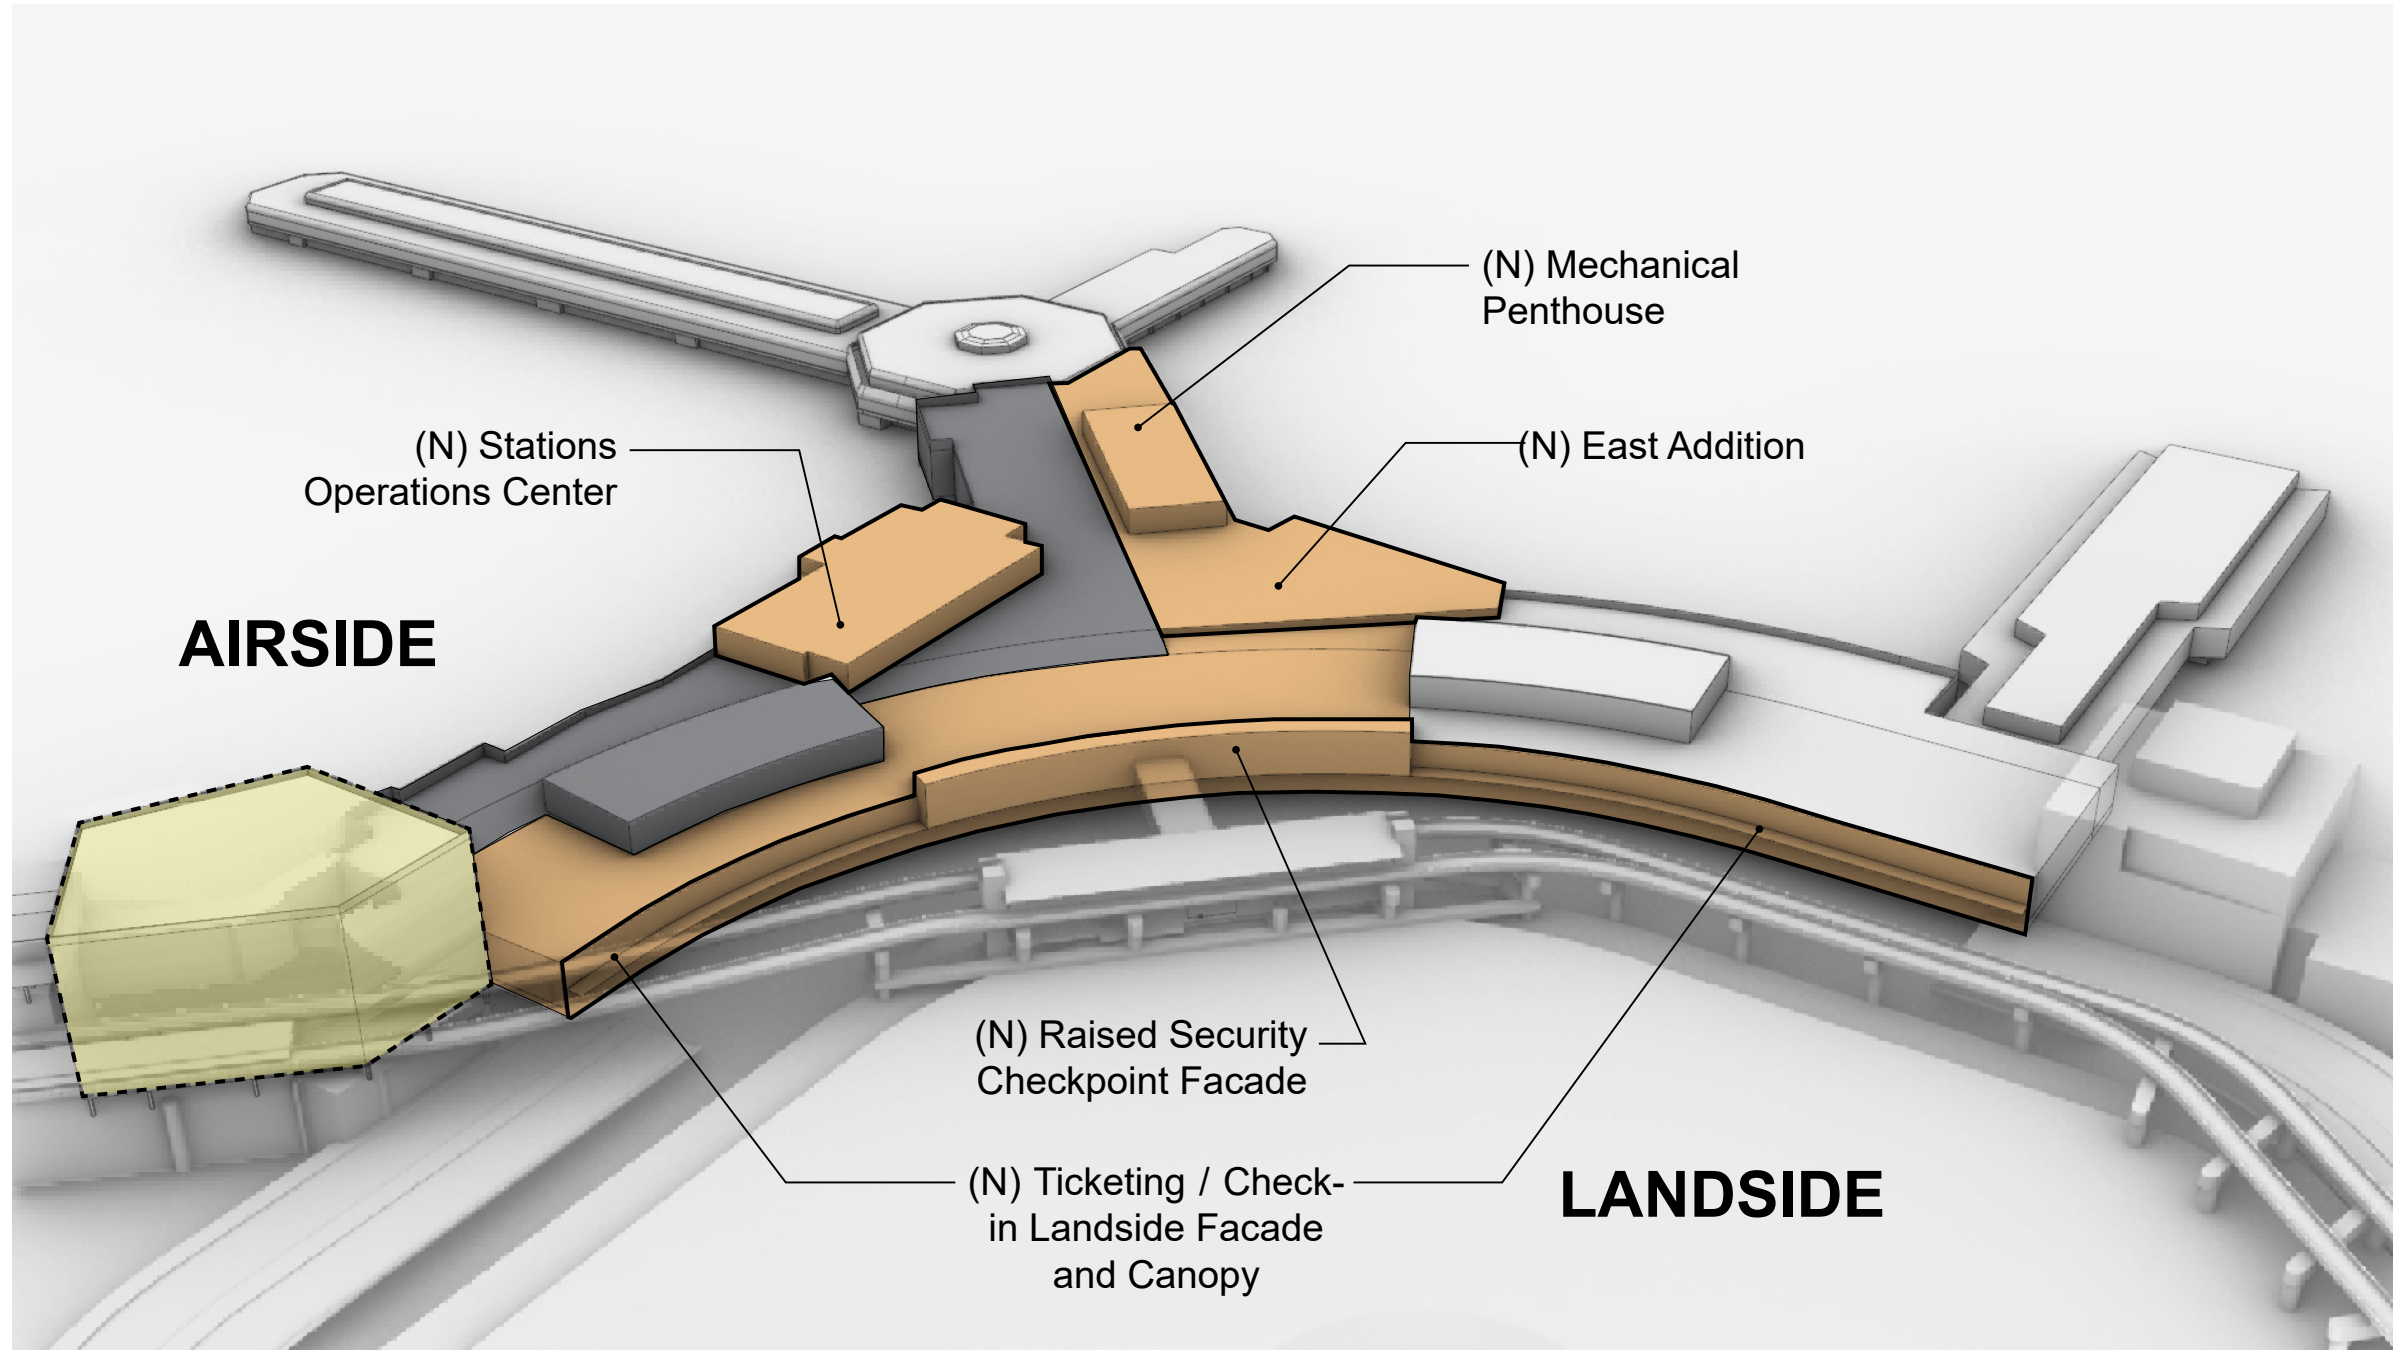 (N) Mechanical
Penthouse
(N) Stations
Operations Center
(N) East Addition
AIRSIDE
(N) Raised Security
Checkpoint Facade
(N) Ticketing / Check-
in Landside Facade
and Canopy
LANDSIDE